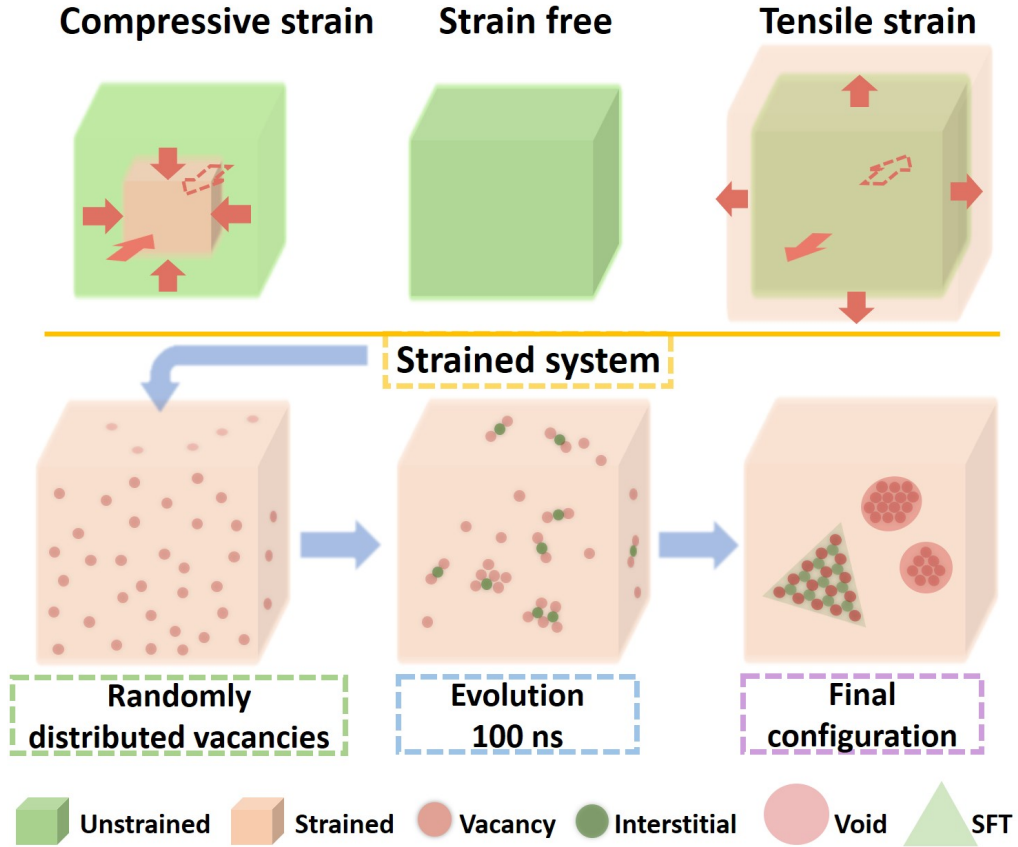 Compressive strain
Strain free
Tensile strain
Strained system
Randomly
distributed vacancies
Evolution
100 ns
Final
configuration
Unstrained
Strained
Vacancy
Interstitial
Void
SFT